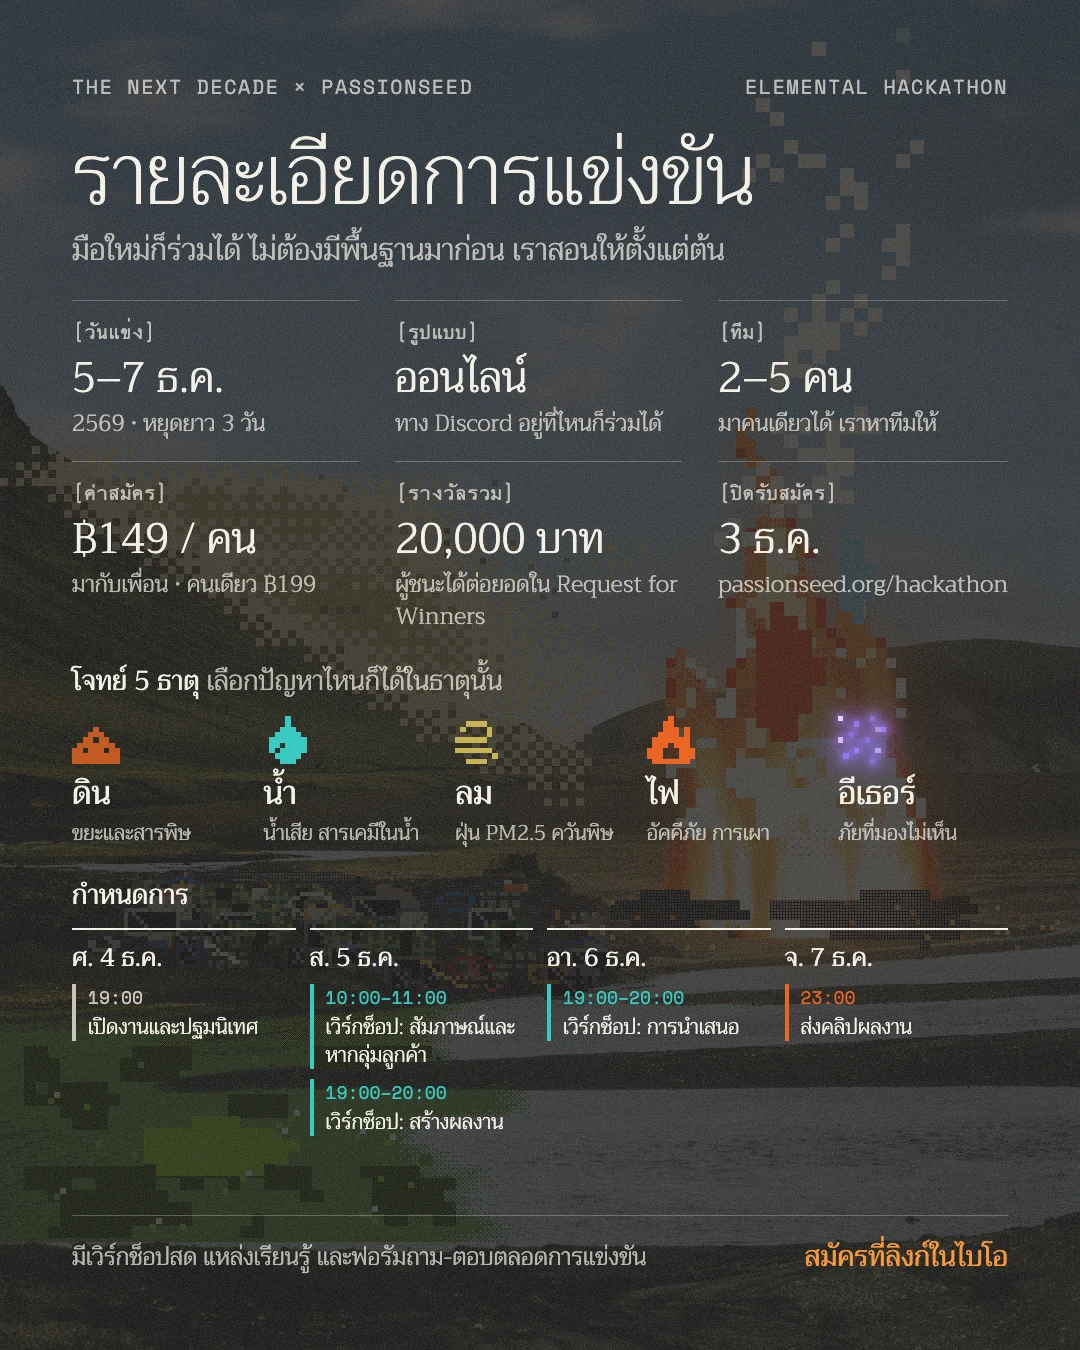 THE NEXT DECADE × PASSIONSEED
ELEMENTAL HACKATHON
รายละเอียดการแข่งขัน
มือใหม่ก็ร่วมได้ ไม่ต้องมีพื้นฐานมาก่อน เราสอนให้ตั้งแต่ต้น
[วันแข่ง]
5–7 ธ.ค.
2569 · หยุดยาว 3 วัน
[รูปแบบ]
ออนไลน์
ทาง Discord อยู่ที่ไหนก็ร่วมได้
[ทีม]
2–5 คน
มาคนเดียวได้ เราหาทีมให้
[ค่าสมัคร]
฿149 / คน
มากับเพื่อน · คนเดียว ฿199
[รางวัลรวม]
20,000 บาท
ผู้ชนะได้ต่อยอดใน Request for
Winners
[ปิดรับสมัคร]
3 ธ.ค.
passionseed.org/hackathon
โจทย์ 5 ธาตุ เลือกปัญหาไหนก็ได้ในธาตุนั้น
ดิน
ขยะและสารพิษ
น้ำ
น้ำเสีย สารเคมีในน้ำ
ลม
ฝุ่น PM2.5 ควันพิษ
ไฟ
อัคคีภัย การเผา
อีเธอร์
ภัยที่มองไม่เห็น
กำหนดการ
ศ. 4 ธ.ค.
19:00
เปิดงานและปฐมนิเทศ
ส. 5 ธ.ค.
10:00–11:00
เวิร์กช็อป: สัมภาษณ์และ
หากลุ่มลูกค้า
19:00–20:00
เวิร์กช็อป: สร้างผลงาน
อา. 6 ธ.ค.
19:00–20:00
เวิร์กช็อป: การนำเสนอ
จ. 7 ธ.ค.
23:00
ส่งคลิปผลงาน
มีเวิร์กช็อปสด แหล่งเรียนรู้ และฟอรัมถาม-ตอบตลอดการแข่งขัน
สมัครที่ลิงก์ในไบโอ